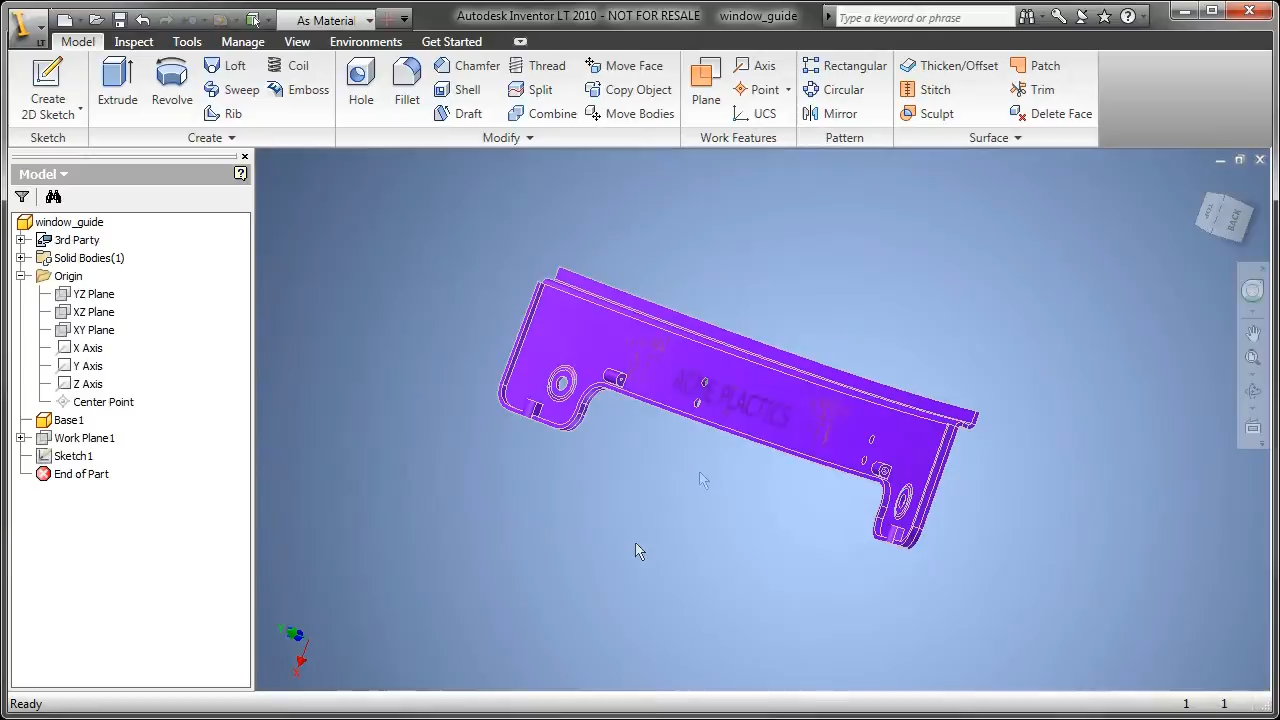 As Material
Autodesk Inventor LT 2010 - NOT FOR RESALE window_guide
Type a keyword or phrase
LT
Model Inspect Tools Manage View Environments Get Started
Create
2D Sketch
Extrude
Revolve
Loft
Sweep
Rib
Coil
Emboss
Hole
Fillet
Chamfer
Shell
Draft
Thread
Split
Combine
Move Face
Copy Object
Move Bodies
Plane
Axis
Point
UCS
Rectangular
Circular
Mirror
Thicken/Offset
Stitch
Sculpt
Patch
Trim
Delete Face
Sketch Create Modify Work Features Pattern Surface
Model
window_guide
3rd Party
Solid Bodies(1)
Origin
YZ Plane
XZ Plane
XY Plane
X Axis
Y Axis
Z Axis
Center Point
Base1
Work Plane1
Sketch1
End of Part
BACK
Ready
1 1